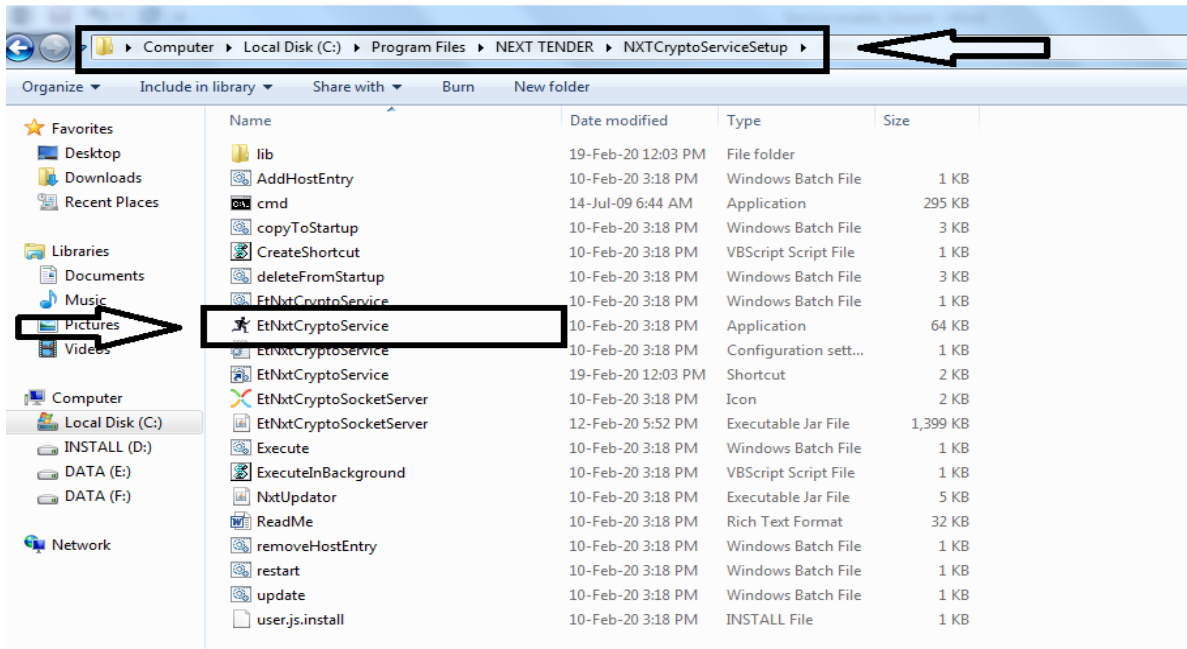 Computer ▸ Local Disk (C:) ▸ Program Files ▸ NEXT TENDER ▸ NXTCryptoServiceSetup ▸
Organize Include in library Share with Burn New folder
Favorites
Desktop
Downloads
Recent Places
Libraries
Documents
Music
Pictures
Videos
Computer
Local Disk (C:)
INSTALL (D:)
DATA (E:)
DATA (F:)
Network
Name Date modified Type Size
lib 19-Feb-20 12:03 PM File folder
AddHostEntry 10-Feb-20 3:18 PM Windows Batch File 1 KB
cmd 14-Jul-09 6:44 AM Application 295 KB
copyToStartup 10-Feb-20 3:18 PM Windows Batch File 3 KB
CreateShortcut 10-Feb-20 3:18 PM VBScript Script File 1 KB
deleteFromStartup 10-Feb-20 3:18 PM Windows Batch File 3 KB
EtNxtCryptoService 10-Feb-20 3:18 PM Windows Batch File 1 KB
EtNxtCryptoService 10-Feb-20 3:18 PM Application 64 KB
EtNxtCryptoService 10-Feb-20 3:18 PM Configuration sett... 1 KB
EtNxtCryptoService 19-Feb-20 12:03 PM Shortcut 2 KB
EtNxtCryptoSocketServer 10-Feb-20 3:18 PM Icon 2 KB
EtNxtCryptoSocketServer 12-Feb-20 5:52 PM Executable Jar File 1,399 KB
Execute 10-Feb-20 3:18 PM Windows Batch File 1 KB
ExecuteInBackground 10-Feb-20 3:18 PM VBScript Script File 1 KB
NxtUpdator 10-Feb-20 3:18 PM Executable Jar File 5 KB
ReadMe 10-Feb-20 3:18 PM Rich Text Format 32 KB
removeHostEntry 10-Feb-20 3:18 PM Windows Batch File 1 KB
restart 10-Feb-20 3:18 PM Windows Batch File 1 KB
update 10-Feb-20 3:18 PM Windows Batch File 1 KB
user.js.install 10-Feb-20 3:18 PM INSTALL File 1 KB